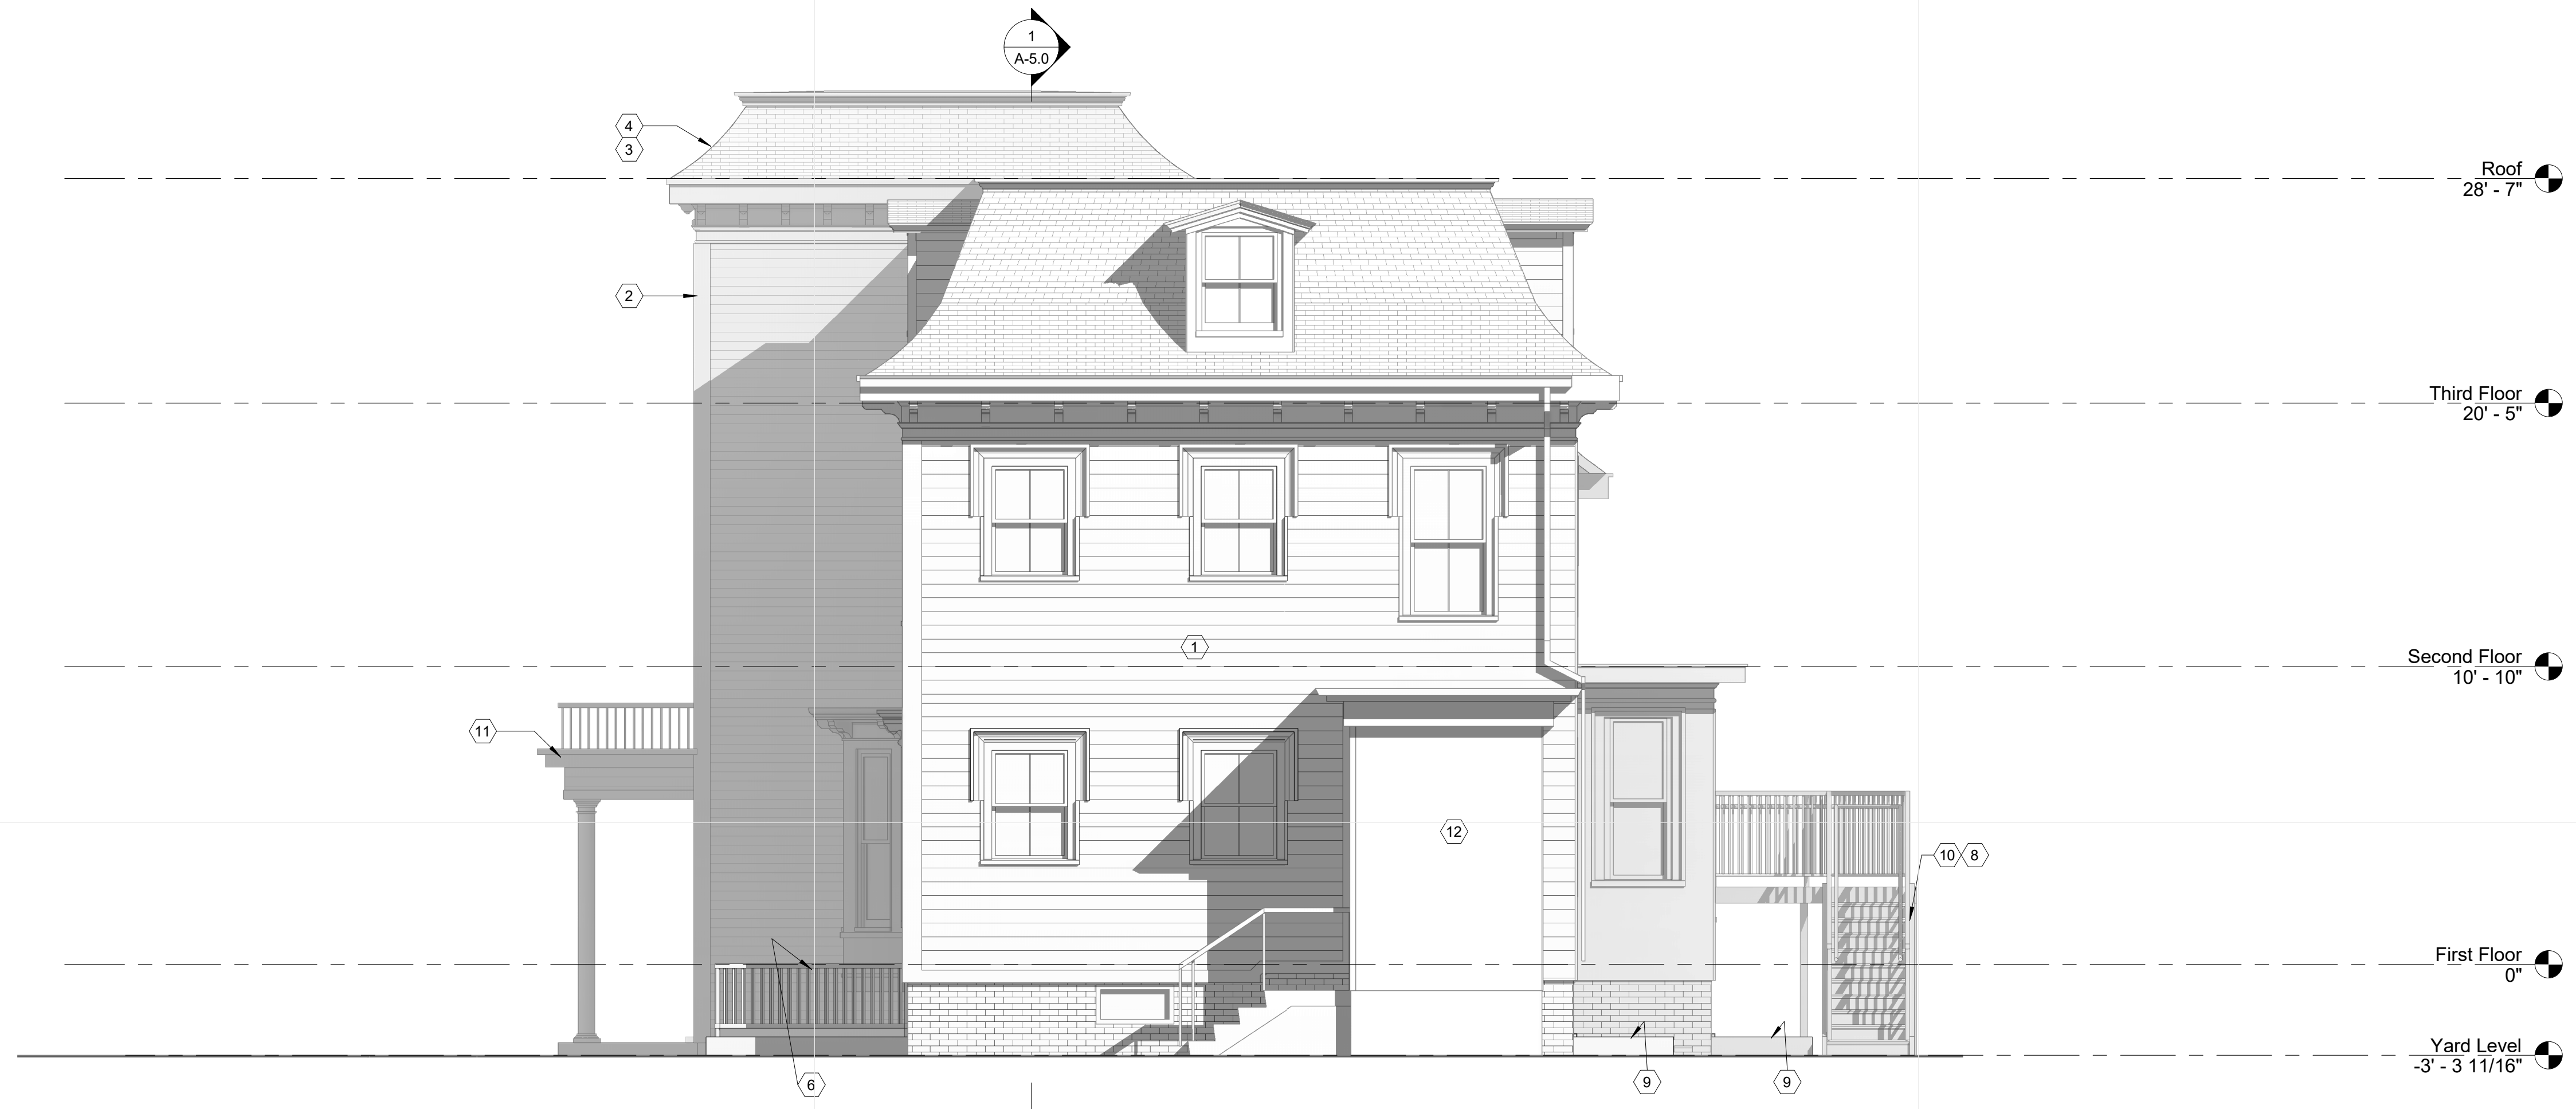 1
A-5.0
4
3
Roof
28' - 7"
2
Third Floor
20' - 5"
1
Second Floor
10' - 10"
11
12
10 8
First Floor
0"
Yard Level
-3' - 3 11/16"
6
9
9